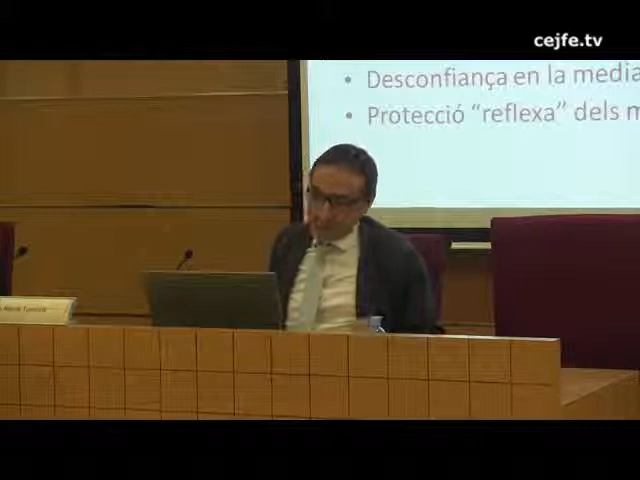 cejfe.tv
• Desconfiança en la media
• Protecció “reflexa” dels m